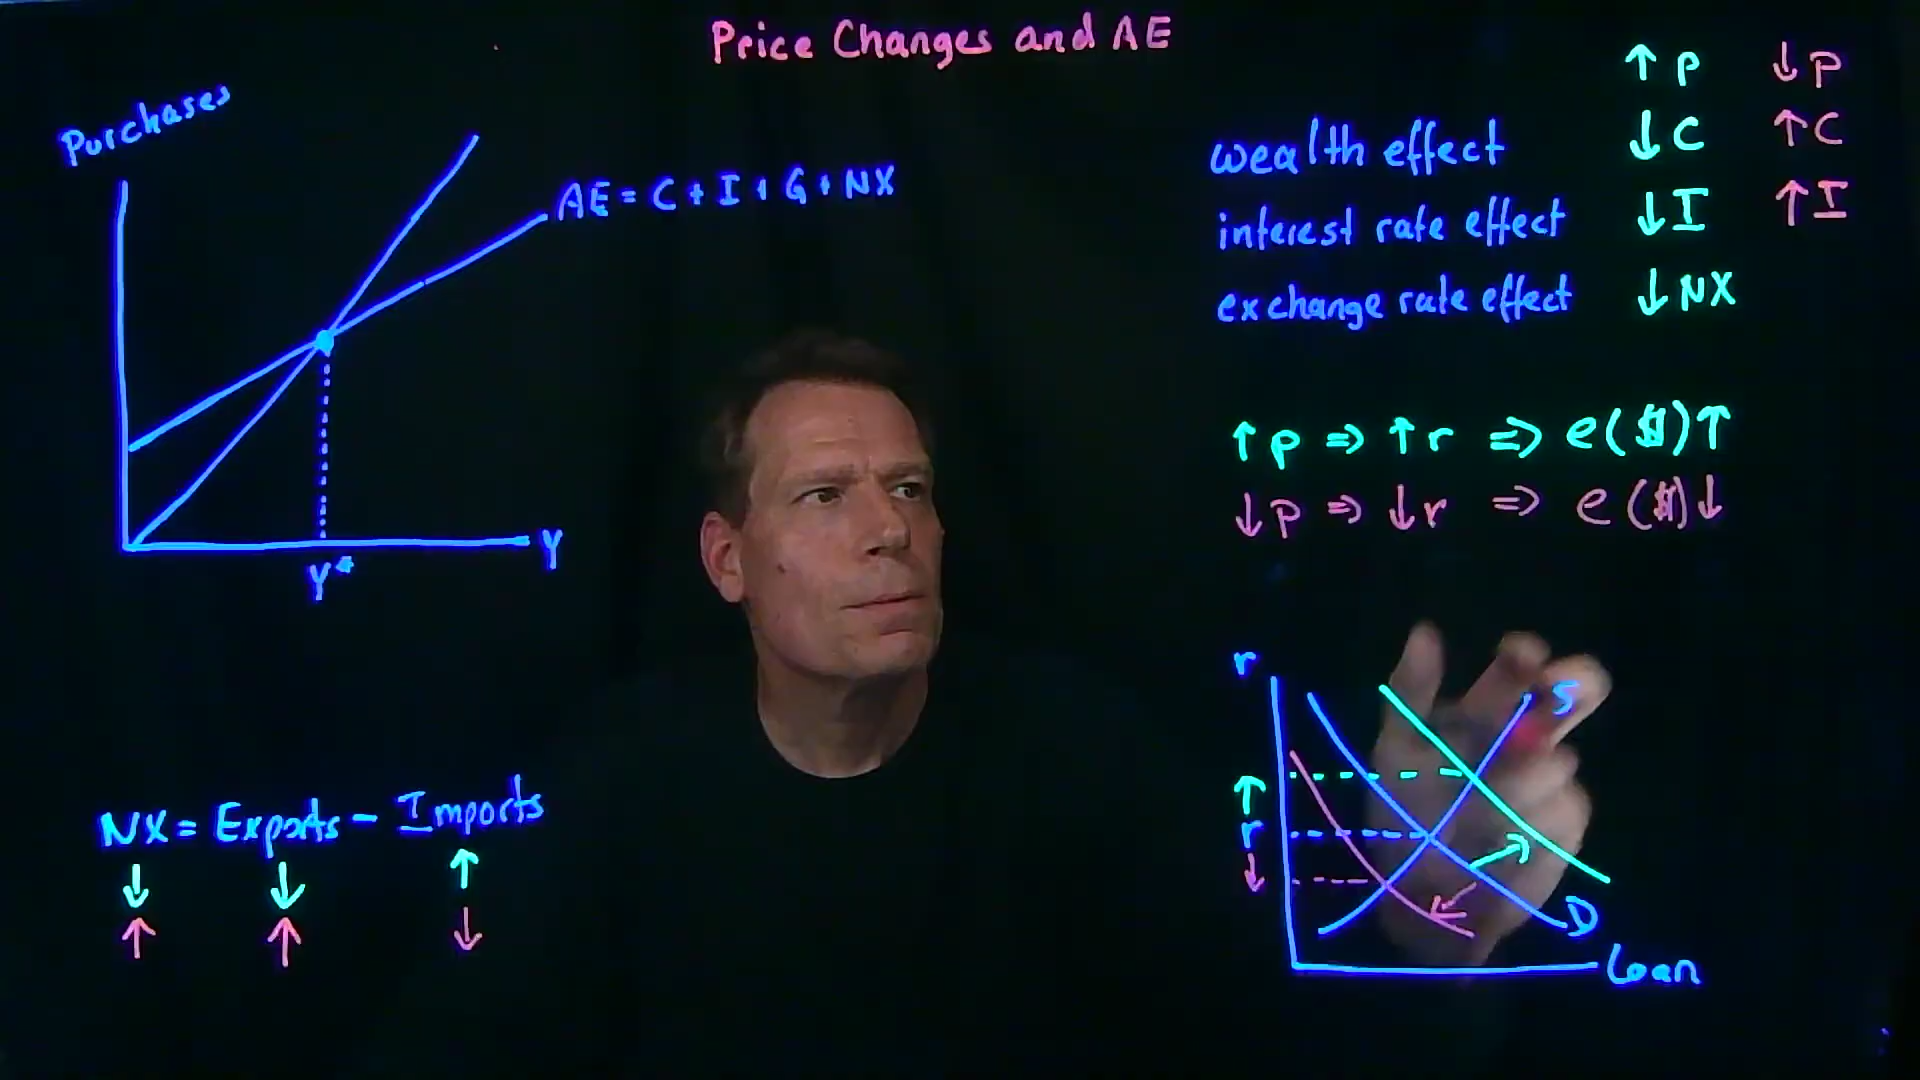 Price Changes and AE
Purchases
AE = C + I + G + NX
Y
Y*
↑ P ↓ P
wealth effect ↓ C ↑ C
interest rate effect ↓ I ↑ I
exchange rate effect ↓ NX
↑ P ⇒ ↑ r ⇒ e($)↑
↓ P ⇒ ↓ r ⇒ e($)↓
NX = Exports - Imports
↓ ↓ ↑
↑ ↑ ↓
r
S
↑
r
↓
D
Loan